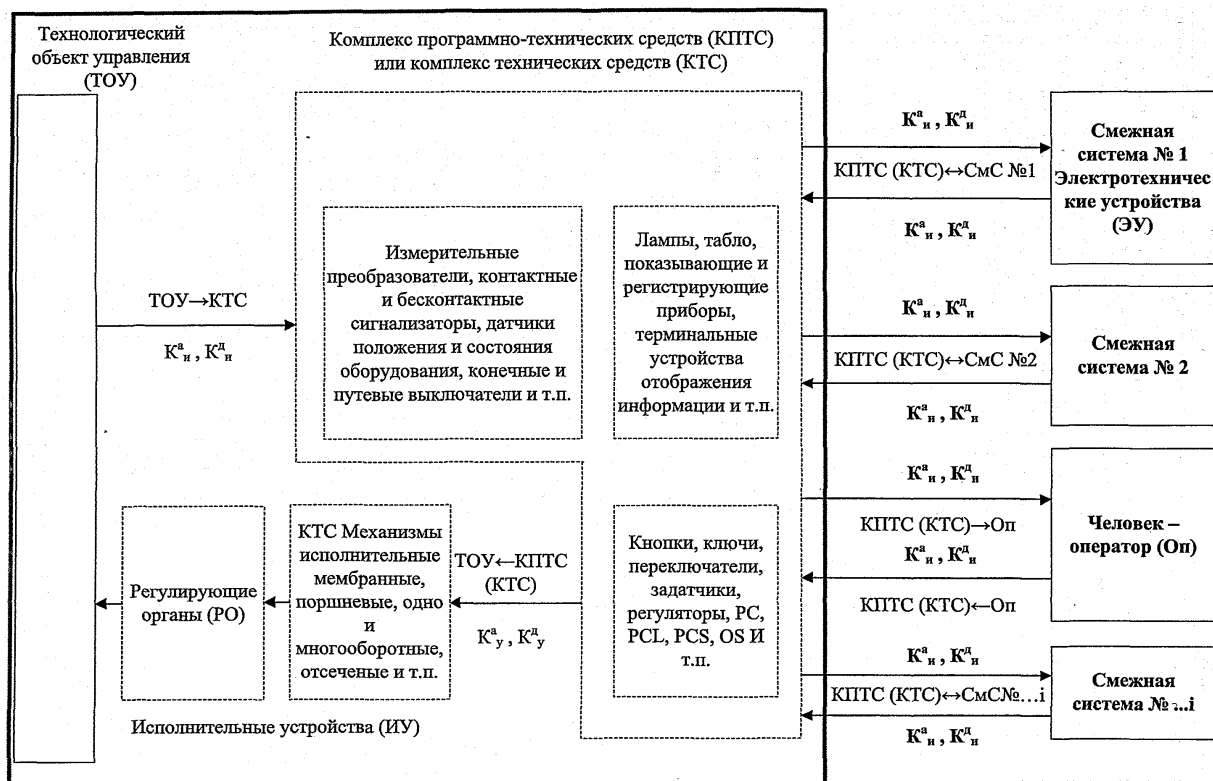 Технологический
объект управления
(ТОУ)
Комплекс программно-технических средств (КПТС)
или комплекс технических средств (КТС)
ТОУ→КТС
Кᵃи , Кᵈи
Измерительные
преобразователи, контактные
и бесконтактные
сигнализаторы, датчики
положения и состояния
оборудования, конечные и
путевые выключатели и т.п.
Лампы, табло,
показывающие и
регистрирующие
приборы,
терминальные
устройства
отображения
информации и т.п.
Регулирующие
органы (РО)
КТС Механизмы
исполнительные
мембранные,
поршневые, одно
и
многооборотные,
отсеченые и т.п.
ТОУ←КПТС
(КТС)
Кᵃу , Кᵈу
Кнопки, ключи,
переключатели,
задатчики,
регуляторы, PC,
PCL, PCS, OS И
т.п.
Исполнительные устройства (ИУ)
Кᵃи , Кᵈи
КПТС (КТС)↔СмС №1
Кᵃи , Кᵈи
Смежная
система № 1
Электротехничес
кие устройства
(ЭУ)
Кᵃи , Кᵈи
КПТС (КТС)↔СмС №2
Кᵃи , Кᵈи
Смежная
система № 2
Кᵃи , Кᵈи
КПТС (КТС)→Оп
Кᵃи , Кᵈи
КПТС (КТС)←Оп
Человек –
оператор (Оп)
Кᵃи , Кᵈи
КПТС (КТС)↔СмС№…i
Кᵃи , Кᵈи
Смежная
система № …i